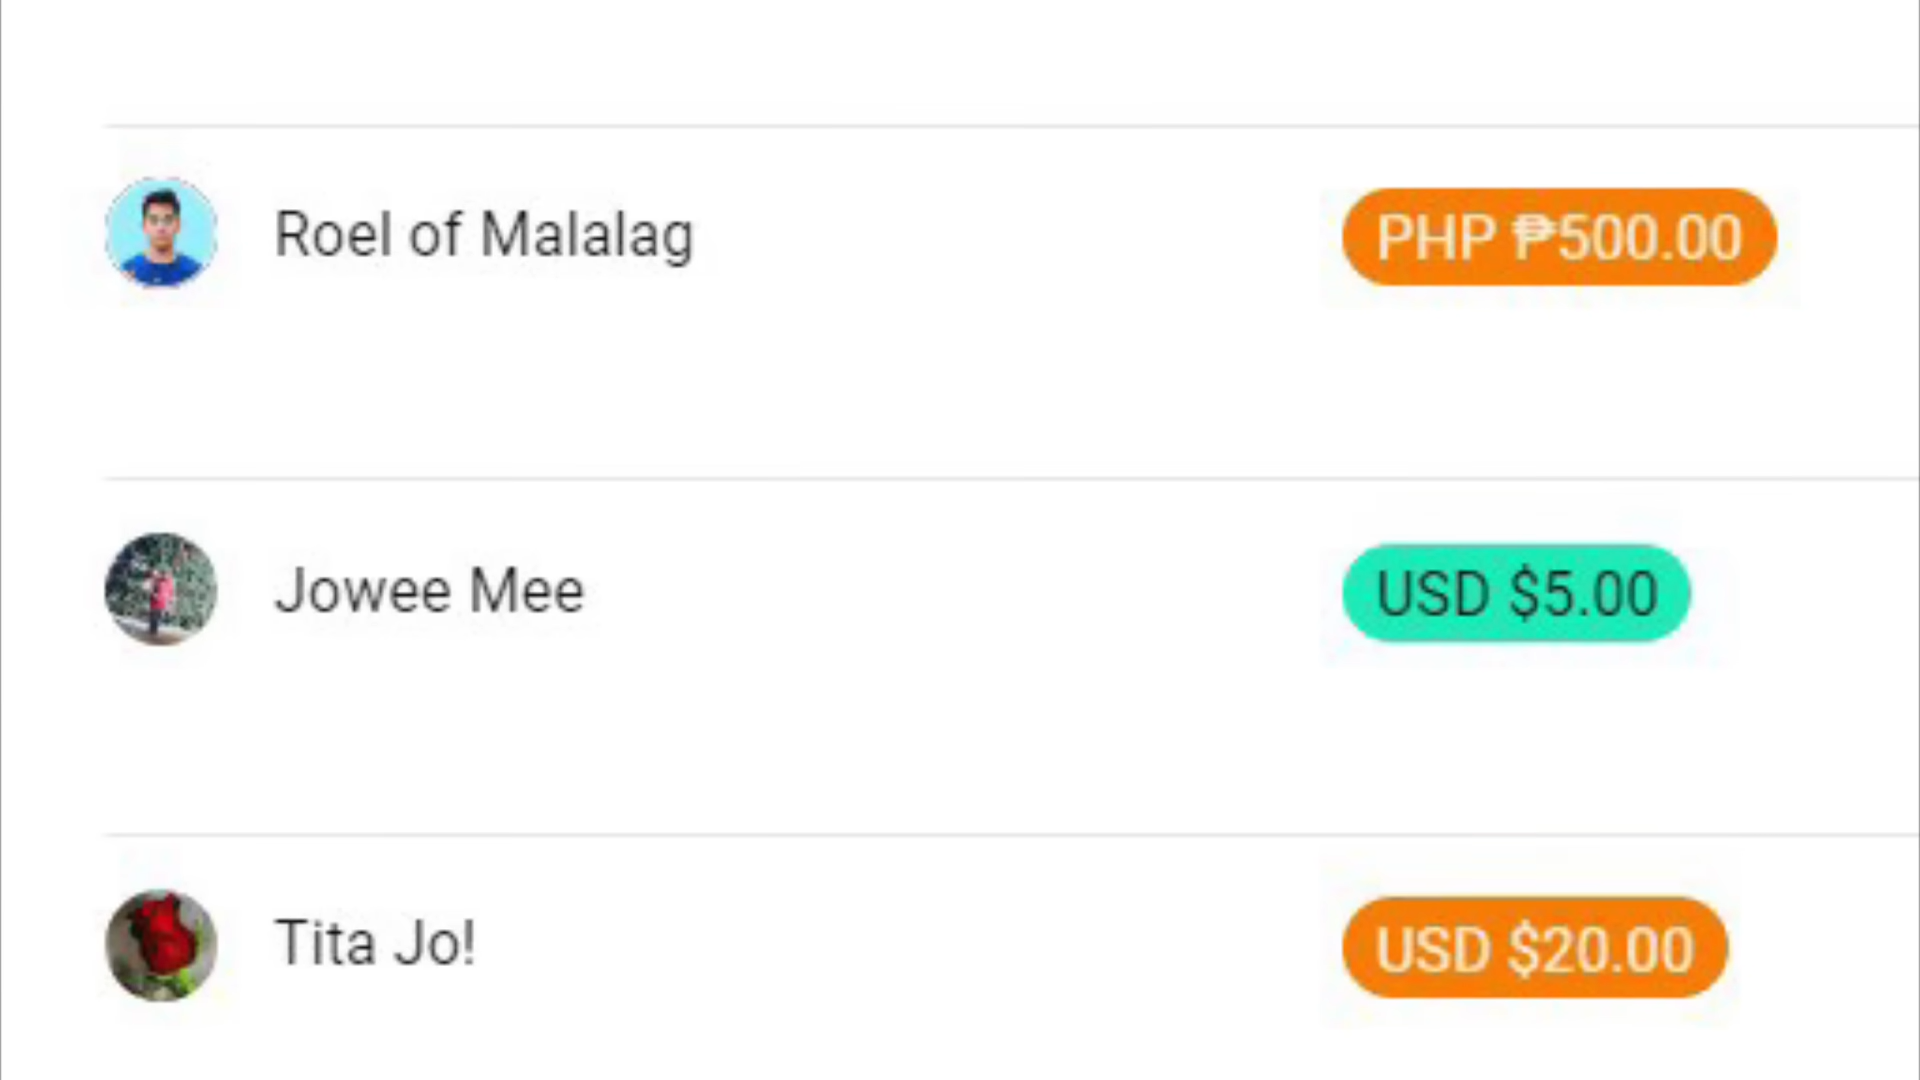 Roel of Malalag PHP ₱500.00
Jowee Mee USD $5.00
Tita Jo! USD $20.00